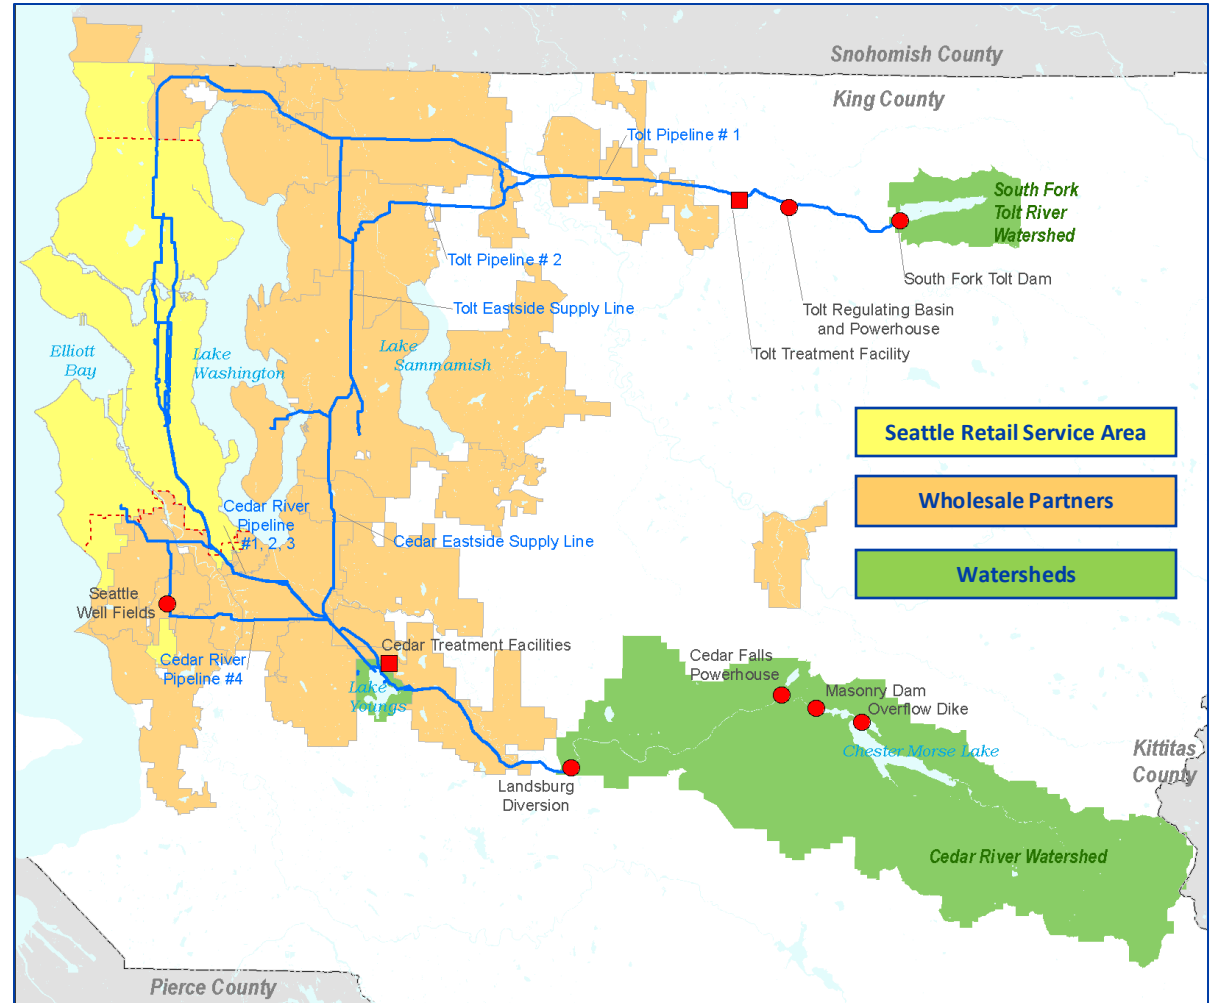 Snohomish County
King County
Tolt Pipeline # 1
South Fork
Tolt River
Watershed
Tolt Pipeline # 2
South Fork Tolt Dam
Tolt Eastside Supply Line
Tolt Regulating Basin
and Powerhouse
Elliott
Bay
Lake
Washington
Lake
Sammamish
Tolt Treatment Facility
Seattle Retail Service Area
Wholesale Partners
Cedar River
Pipeline
#1, 2, 3
Cedar Eastside Supply Line
Watersheds
Seattle
Well Fields
Cedar Treatment Facilities
Cedar River
Pipeline #4
Lake
Youngs
Cedar Falls
Powerhouse
Masonry Dam
Overflow Dike
Chester Morse Lake
Kittitas
County
Landsburg
Diversion
Cedar River Watershed
Pierce County